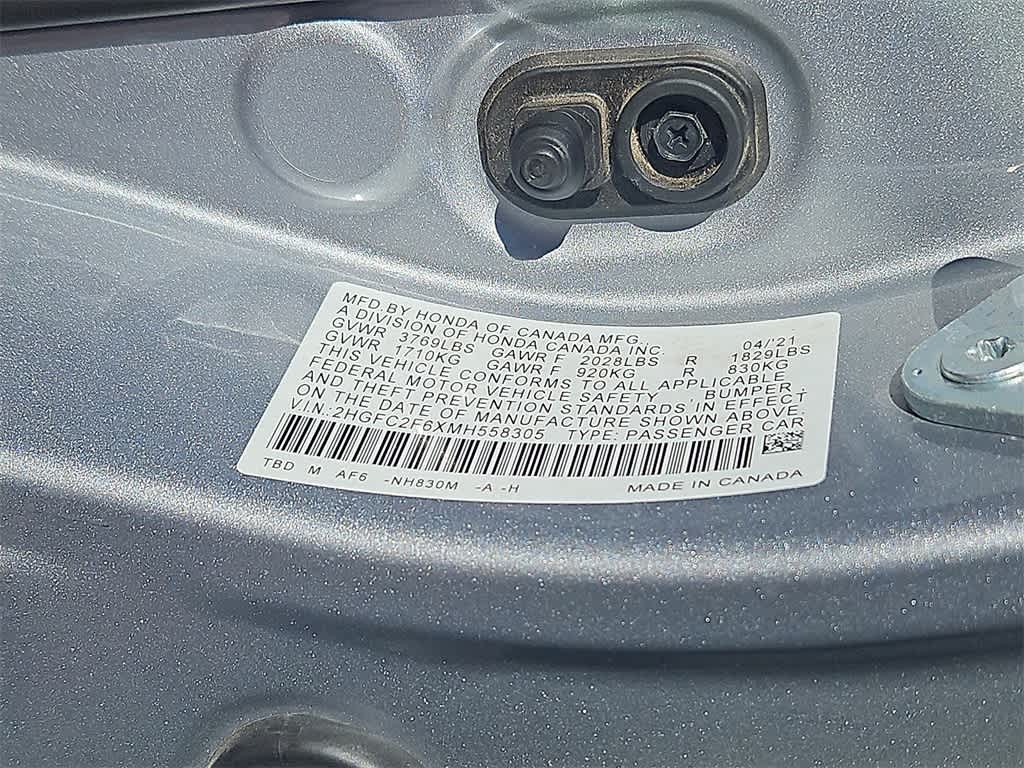 MFD.BY HONDA OF CANADA MFG.,
A DIVISION OF HONDA CANADA INC. 04/'21
GVWR 3769LBS GAWR F 2028LBS R 1829LBS
GVWR 1710KG GAWR F 920KG R 830KG
THIS VEHICLE CONFORMS TO ALL APPLICABLE
FEDERAL MOTOR VEHICLE SAFETY , BUMPER ,
AND THEFT PREVENTION STANDARDS IN EFFECT
ON THE DATE OF MANUFACTURE SHOWN ABOVE.
V.I.N.:2HGFC2F6XMH558305 TYPE: PASSENGER CAR
TBD M AF6 -NH830M -A -H MADE IN CANADA